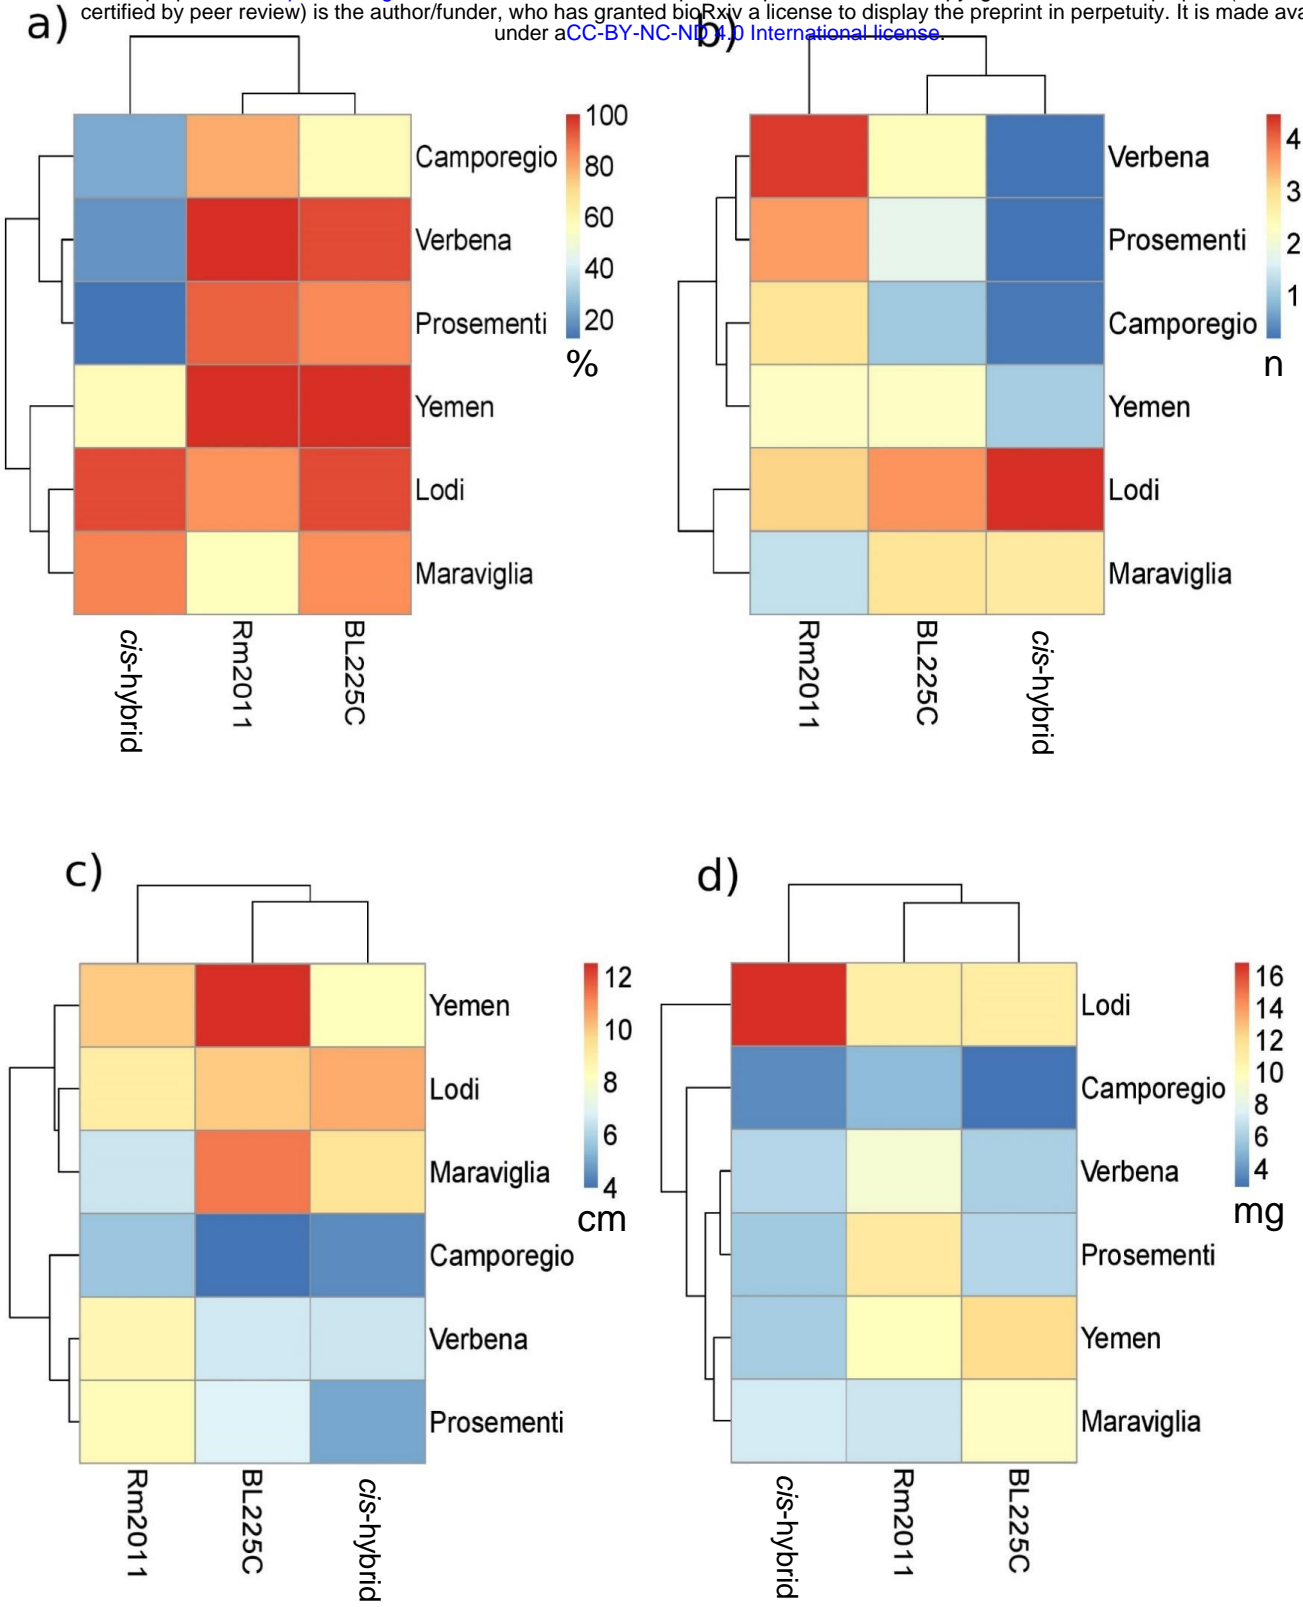 certified by peer review) is the author/funder, who has granted bioRxiv a license to display the preprint in perpetuity. It is made
under aCC-BY-NC-ND 4.0 International license.
a)
Camporegio
Verbena
Prosementi
Yemen
Lodi
Maraviglia
100
80
60
40
20
%
cis-hybrid
Rm2011
BL225C
b)
Verbena
Prosementi
Camporegio
Yemen
Lodi
Maraviglia
4
3
2
1
n
Rm2011
BL225C
cis-hybrid
c)
Yemen
Lodi
Maraviglia
Camporegio
Verbena
Prosementi
12
10
8
6
4
cm
Rm2011
BL225C
cis-hybrid
d)
Lodi
Camporegio
Verbena
Prosementi
Yemen
Maraviglia
16
14
12
10
8
6
4
mg
cis-hybrid
Rm2011
BL225C